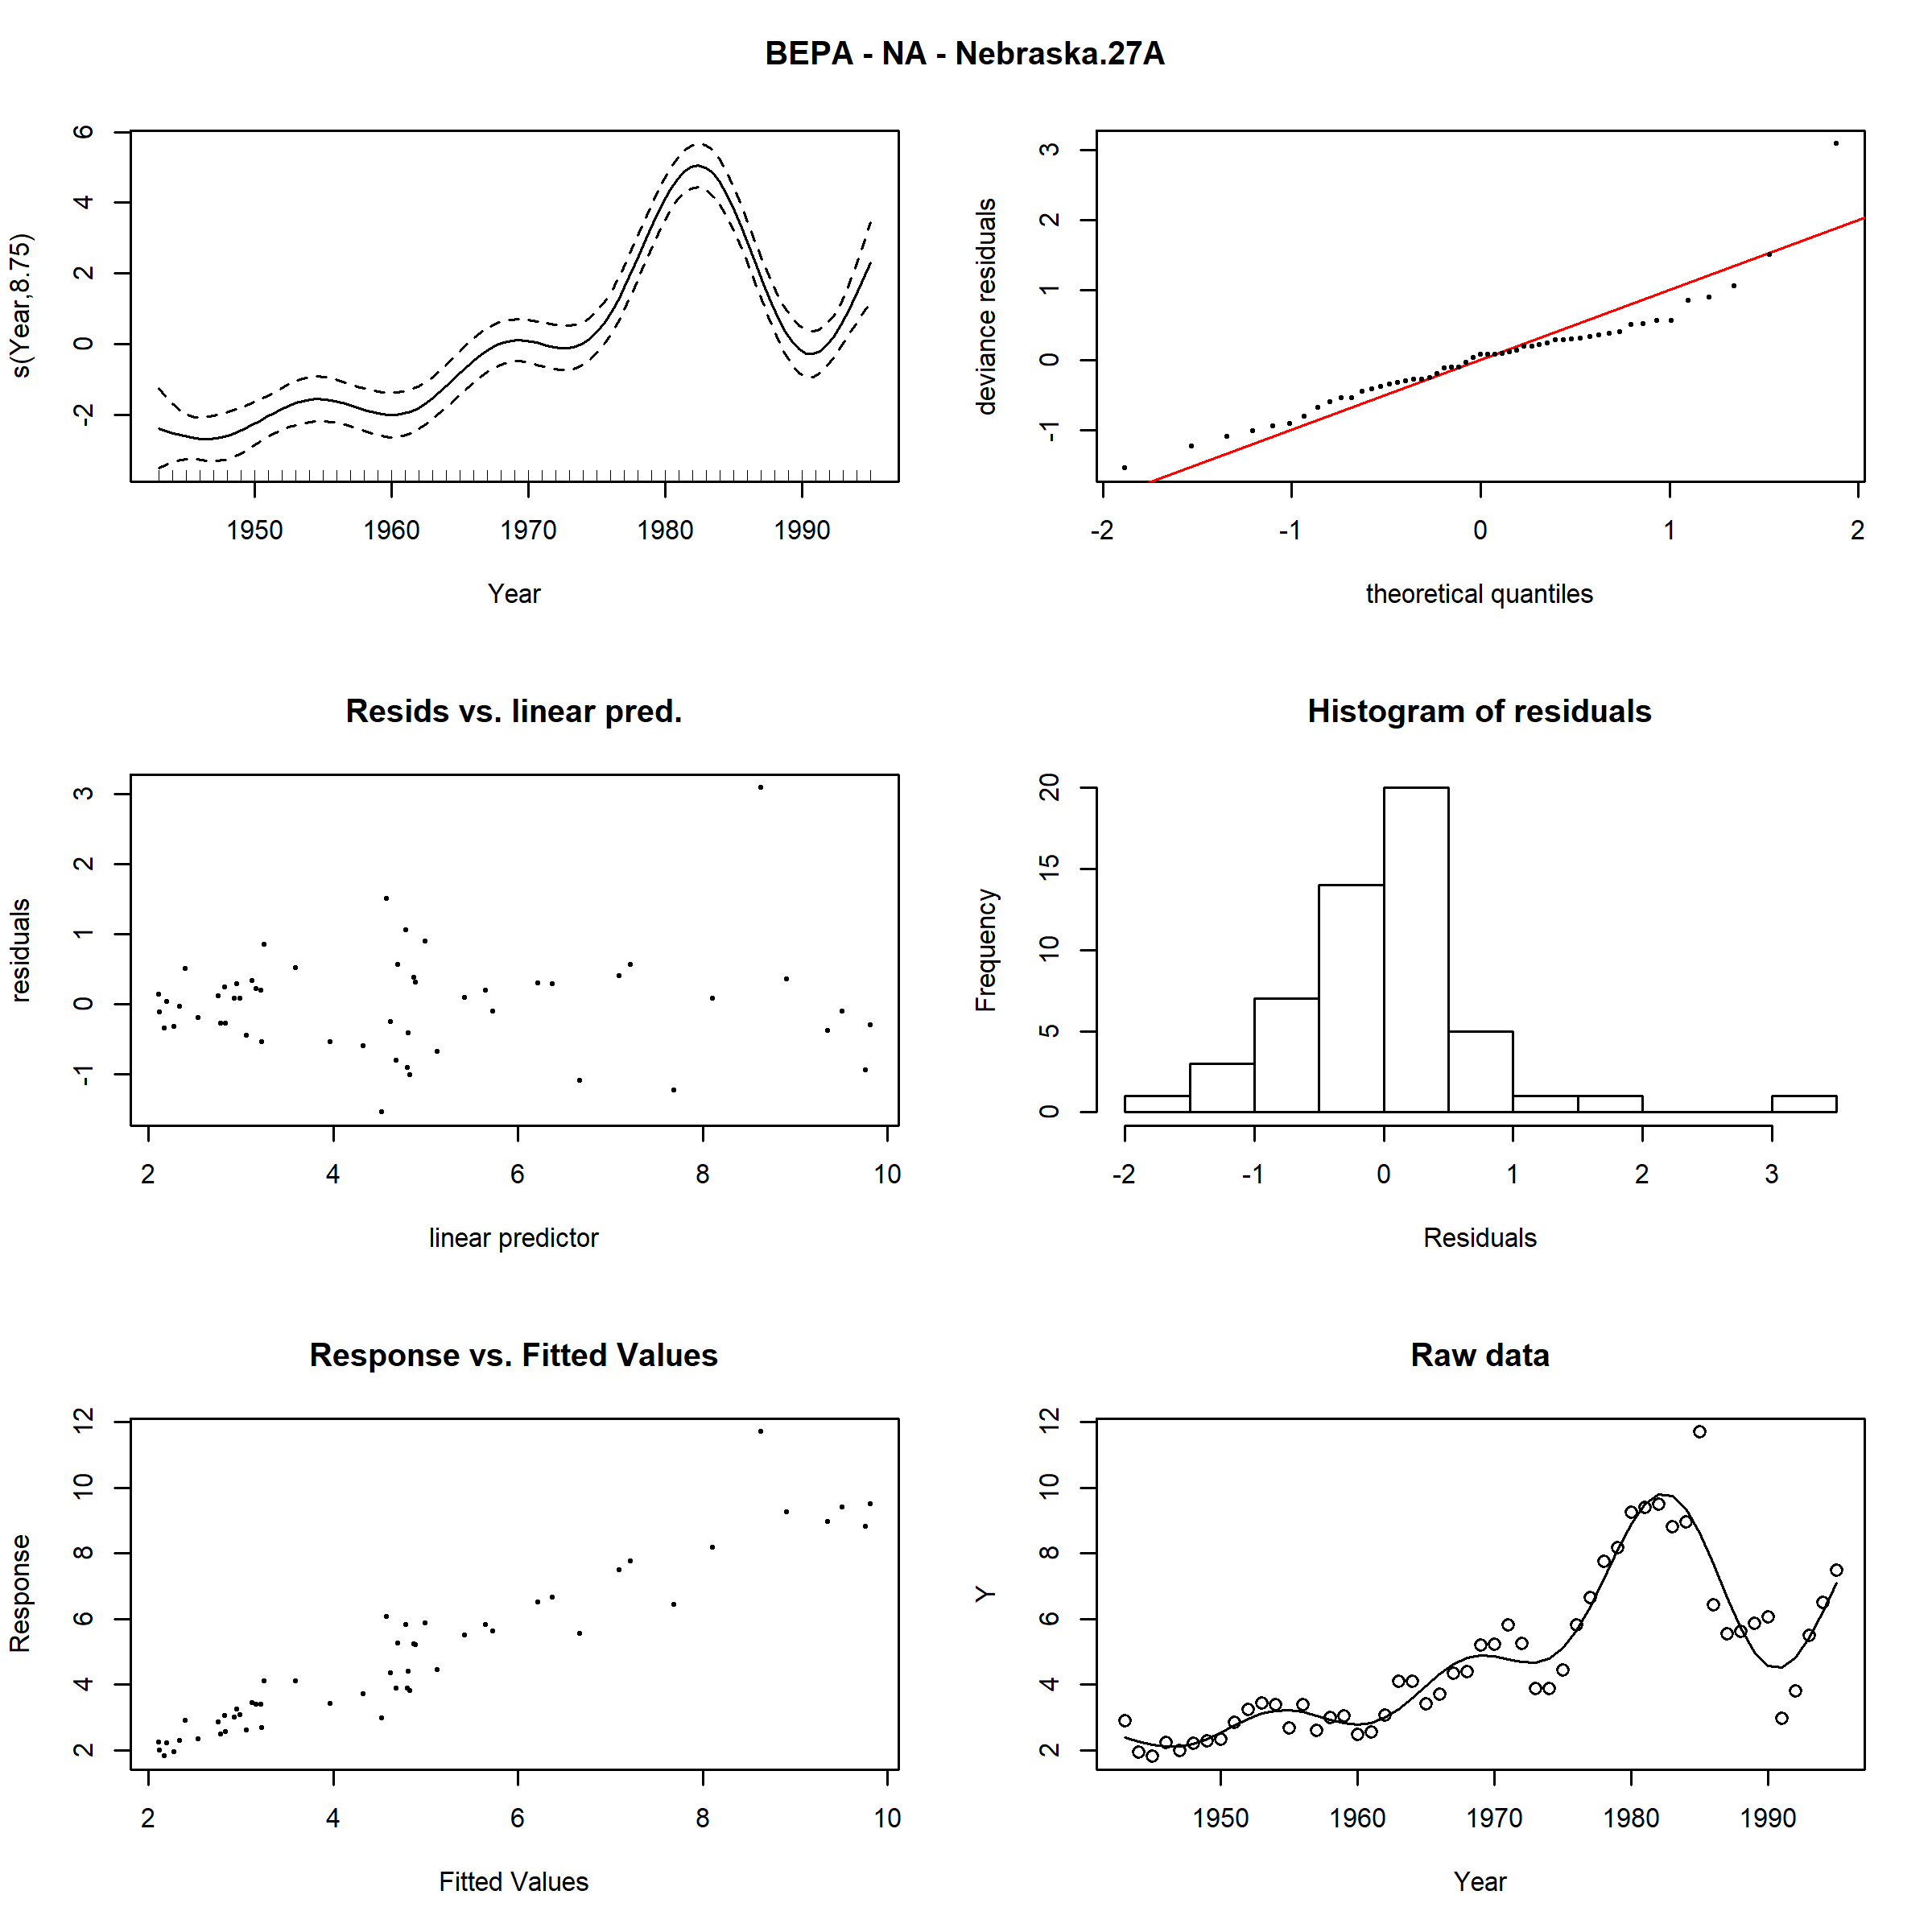 BEPA - NA - Nebraska.27A
s(Year,8.75)
6
4
2
0
-2
1950 1960 1970 1980 1990
Year
deviance residuals
3
2
1
0
-1
-2 -1 0 1 2
theoretical quantiles
Resids vs. linear pred.
residuals
3
2
1
0
-1
2 4 6 8 10
linear predictor
Histogram of residuals
Frequency
20
15
10
5
0
-2 -1 0 1 2 3
Residuals
Response vs. Fitted Values
Response
12
10
8
6
4
2
2 4 6 8 10
Fitted Values
Raw data
Y
12
10
8
6
4
2
1950 1960 1970 1980 1990
Year